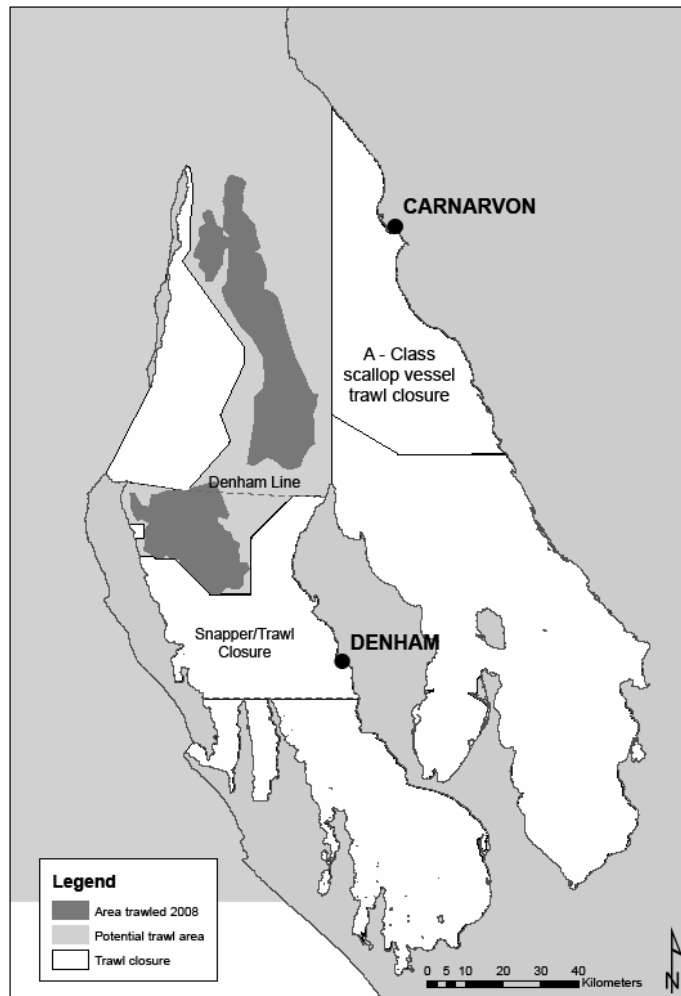 CARNARVON
A - Class
scallop vessel
trawl closure
Denham Line
Snapper/Trawl
Closure
DENHAM
Legend
Area trawled 2008
Potential trawl area
Trawl closure
0 5 10 20 30 40
Kilometers
N